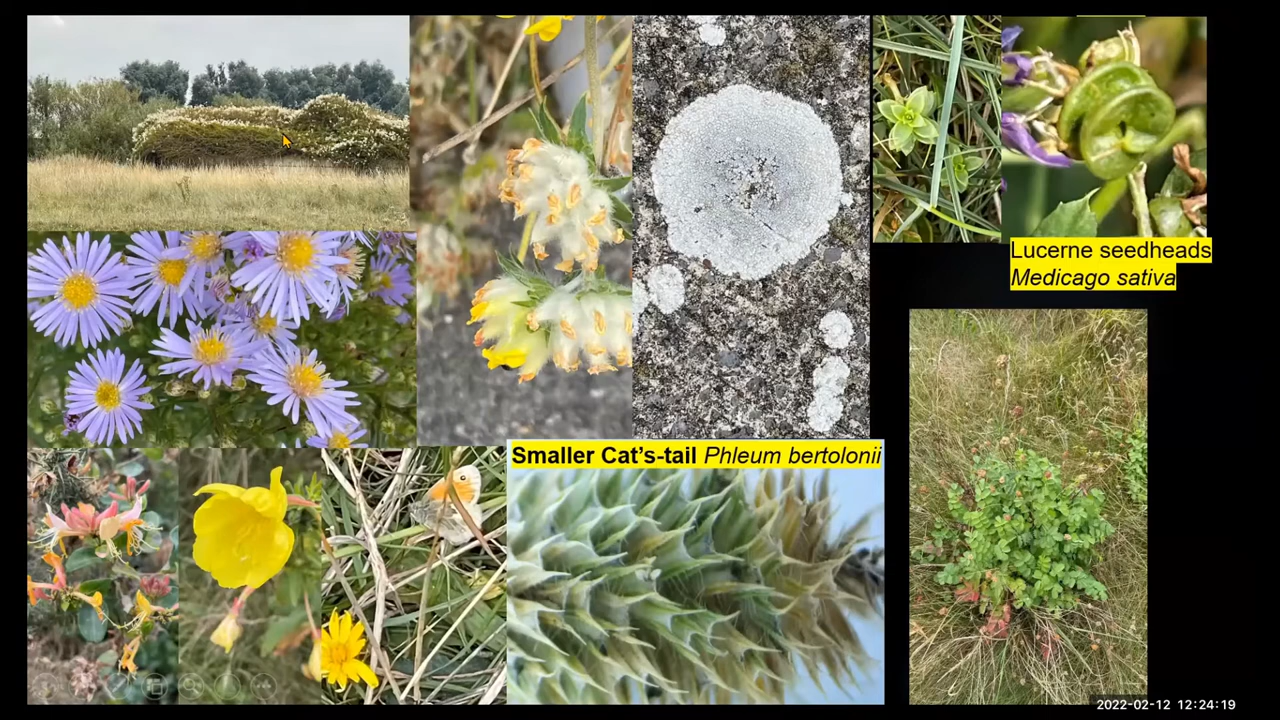 Lucerne seedheads
Medicago sativa
Smaller Cat's-tail Phleum bertolonii
2022-02-12 12:24:19